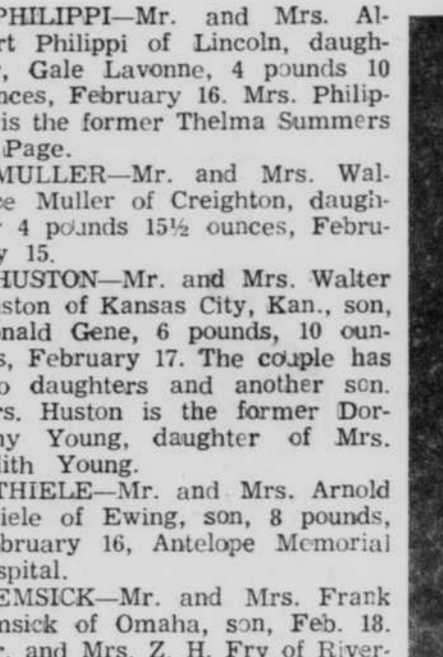 PHILIPPI—Mr. and Mrs. Al-
rt Philippi of Lincoln, daugh-
, Gale Lavonne, 4 pounds 10
nces, February 16. Mrs. Philip-
is the former Thelma Summers
Page.
MULLER—Mr. and Mrs. Wal-
ce Muller of Creighton, daugh-
4 pounds 15½ ounces, Febru-
y 15.
HUSTON—Mr. and Mrs. Walter
uston of Kansas City, Kan., son,
onald Gene, 6 pounds, 10 oun-
s, February 17. The couple has
o daughters and another son.
rs. Huston is the former Dor-
hy Young, daughter of Mrs.
dith Young.
THIELE—Mr. and Mrs. Arnold
iele of Ewing, son, 8 pounds,
bruary 16, Antelope Memorial
spital.
EMSICK—Mr. and Mrs. Frank
msick of Omaha, son, Feb. 18.
r. and Mrs. Z. H. Fry of River-